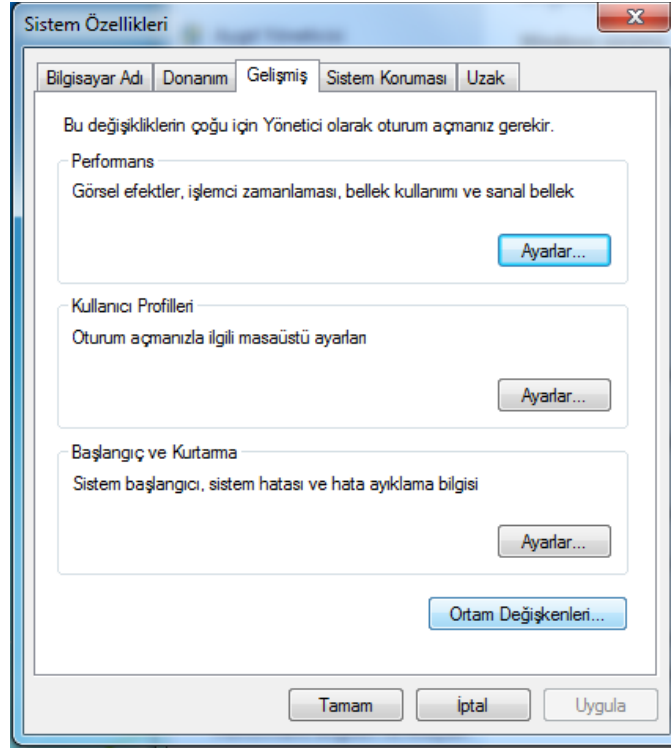 Sistem Özellikleri
Bilgisayar Adı Donanım Gelişmiş Sistem Koruması Uzak
Bu değişikliklerin çoğu için Yönetici olarak oturum açmanız gerekir.
Performans
Görsel efektler, işlemci zamanlaması, bellek kullanımı ve sanal bellek
Ayarlar...
Kullanıcı Profilleri
Oturum açmanızla ilgili masaüstü ayarları
Ayarlar...
Başlangıç ve Kurtarma
Sistem başlangıcı, sistem hatası ve hata ayıklama bilgisi
Ayarlar...
Ortam Değişkenleri...
Tamam İptal Uygula